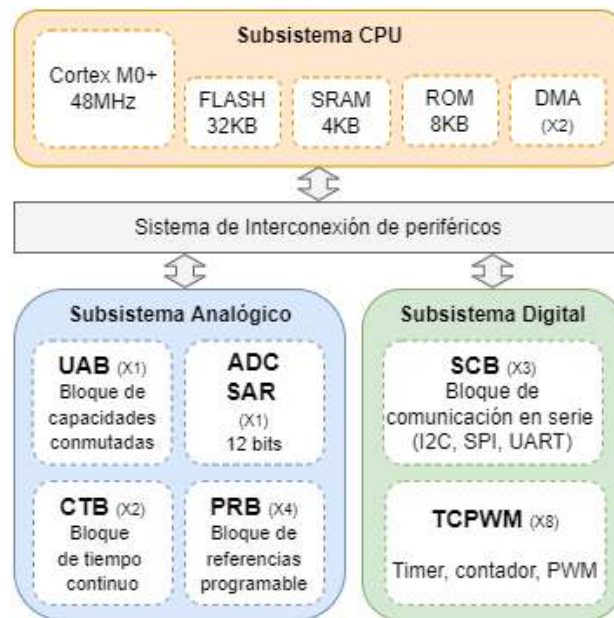 Subsistema CPU
Cortex M0+
48MHz
FLASH
32KB
SRAM
4KB
ROM
8KB
DMA
(X2)
Sistema de Interconexión de periféricos
Subsistema Analógico
UAB (X1)
Bloque de
capacidades
conmutadas
ADC
SAR
(X1)
12 bits
CTB (X2)
Bloque
de tiempo
continuo
PRB (X4)
Bloque de
referencias
programable
Subsistema Digital
SCB (X3)
Bloque de
comunicación en serie
(I2C, SPI, UART)
TCPWM (X8)
Timer, contador, PWM